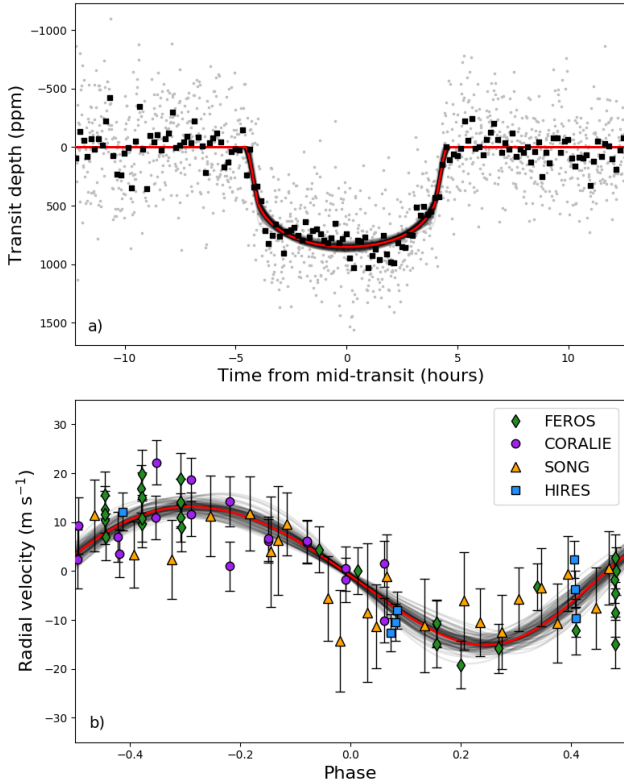 −1000
−500
0
500
1000
1500
Transit depth (ppm)
a)
−10
−5
0
5
10
Time from mid-transit (hours)
30
20
10
0
−10
−20
−30
Radial velocity (m s⁻¹)
FEROS
CORALIE
SONG
HIRES
b)
−0.4
−0.2
0.0
0.2
0.4
Phase